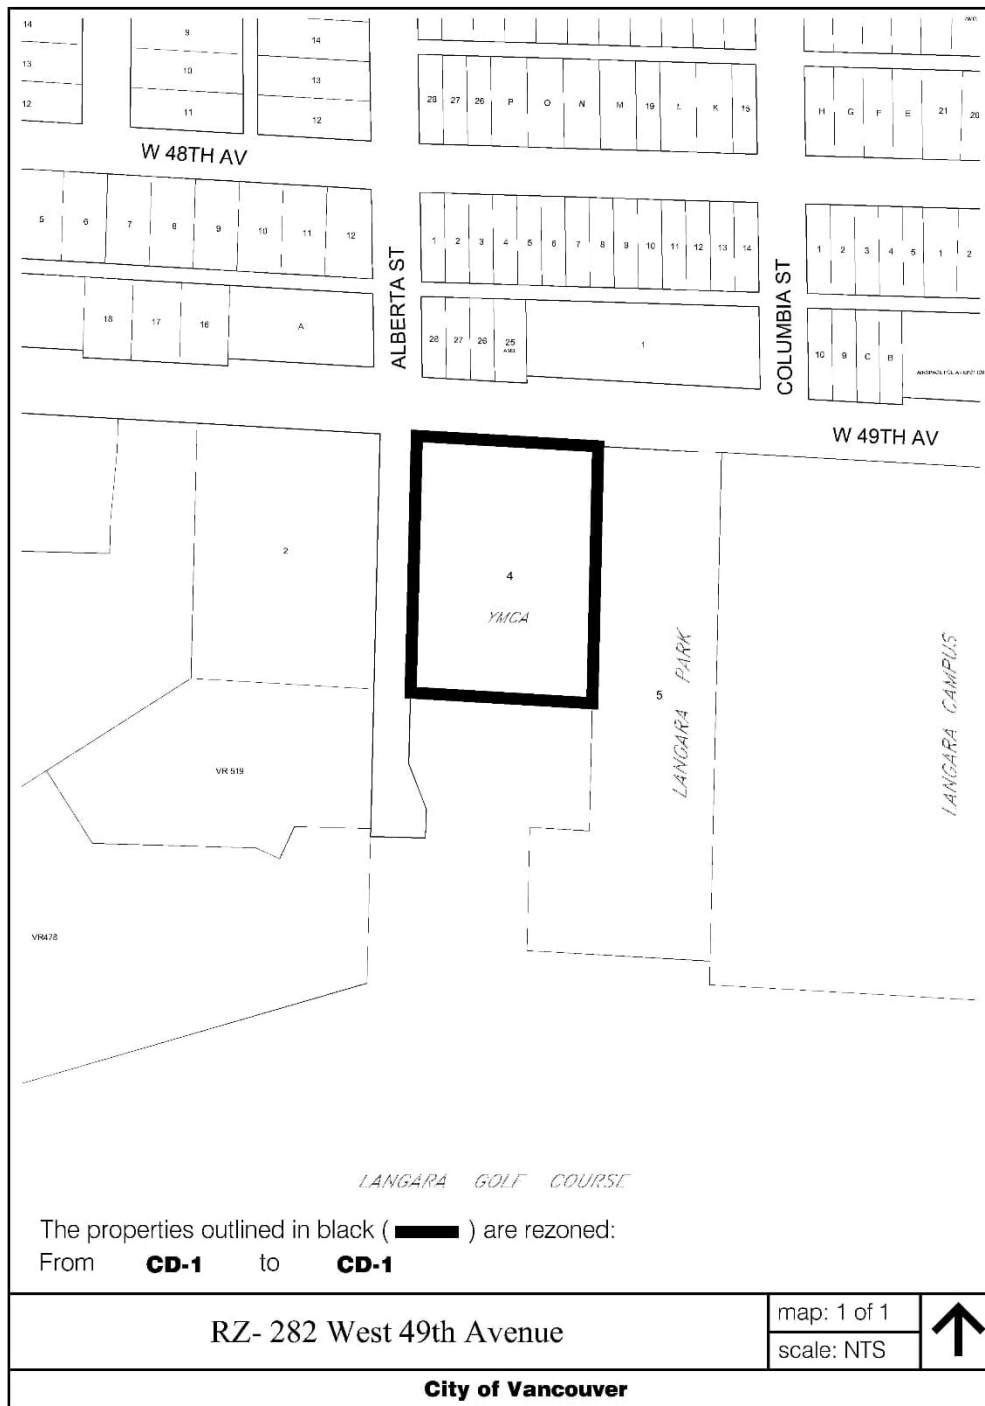 14 9 14
13 10 13
12 11 12
28 27 26 P O N M 19 L K 15
H G F E 21 20
W 48TH AV
5 6 7 8 9 10 11 12
1 2 3 4 5 6 7 8 9 10 11 12 13 14
1 2 3 4 5 1 2
ALBERTA ST
COLUMBIA ST
18 17 16 A
28 27 26 25 1
10 9 C B
W 49TH AV
2
4
YMCA
5
LANGARA PARK
LANGARA CAMPUS
VR 519
VR478
LANGARA GOLF COURSE
The properties outlined in black ( ) are rezoned:
From CD-1 to CD-1
RZ- 282 West 49th Avenue
map: 1 of 1
scale: NTS
City of Vancouver